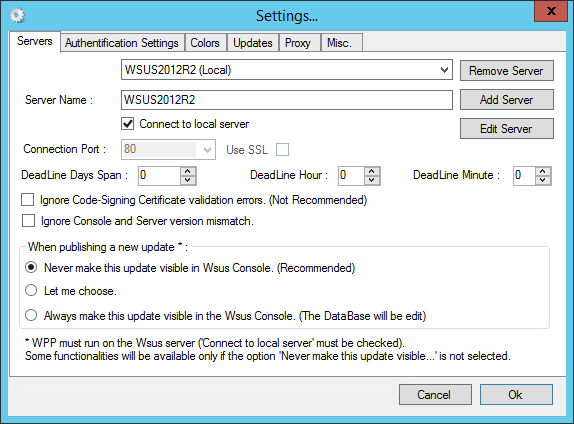 Settings...
x
Servers Authentification Settings Colors Updates Proxy Misc.
WSUS2012R2 (Local) Remove Server
Server Name : WSUS2012R2 Add Server
Connect to local server Edit Server
Connection Port : 80 Use SSL
DeadLine Days Span : 0 DeadLine Hour : 0 DeadLine Minute : 0
Ignore Code-Signing Certificate validation errors. (Not Recommended)
Ignore Console and Server version mismatch.
When publishing a new update * :
Never make this update visible in Wsus Console. (Recommended)
Let me choose.
Always make this update visible in the Wsus Console. (The DataBase will be edit)
* WPP must run on the Wsus server ('Connect to local server' must be checked).
Some functionalities will be available only if the option 'Never make this update visible...' is not selected.
Cancel Ok